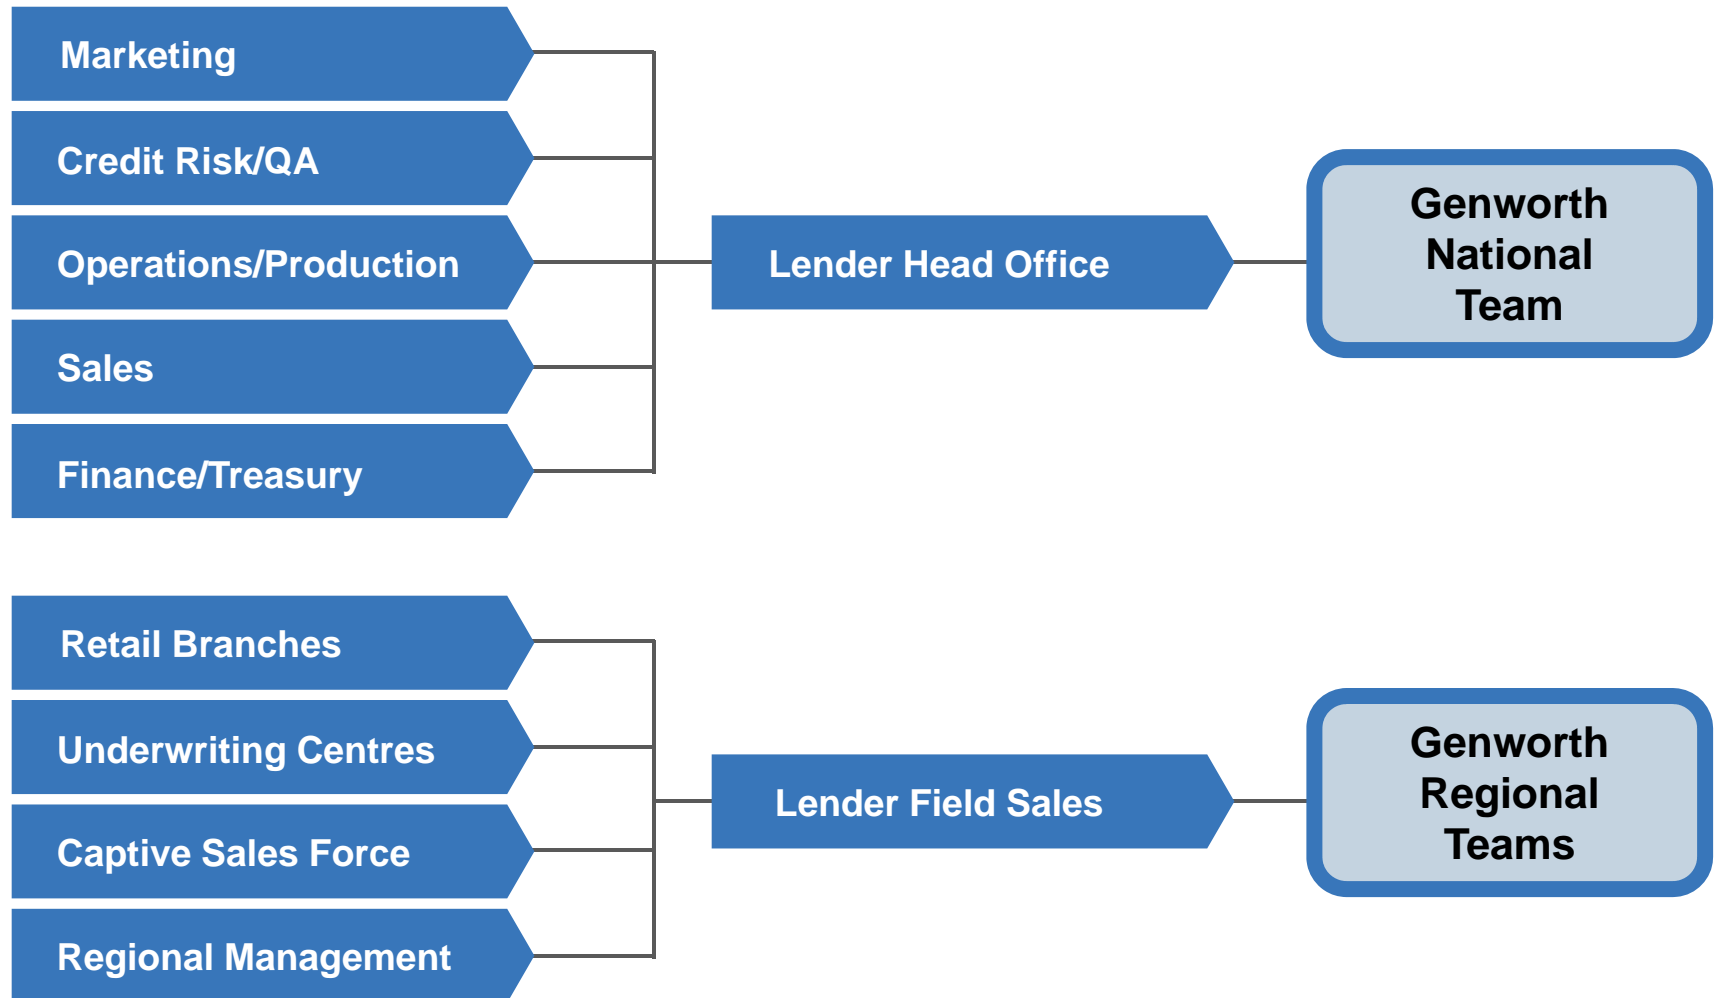 Marketing
Credit Risk/QA
Operations/Production
Sales
Finance/Treasury
Lender Head Office
Genworth
National
Team
Retail Branches
Underwriting Centres
Captive Sales Force
Regional Management
Lender Field Sales
Genworth
Regional
Teams